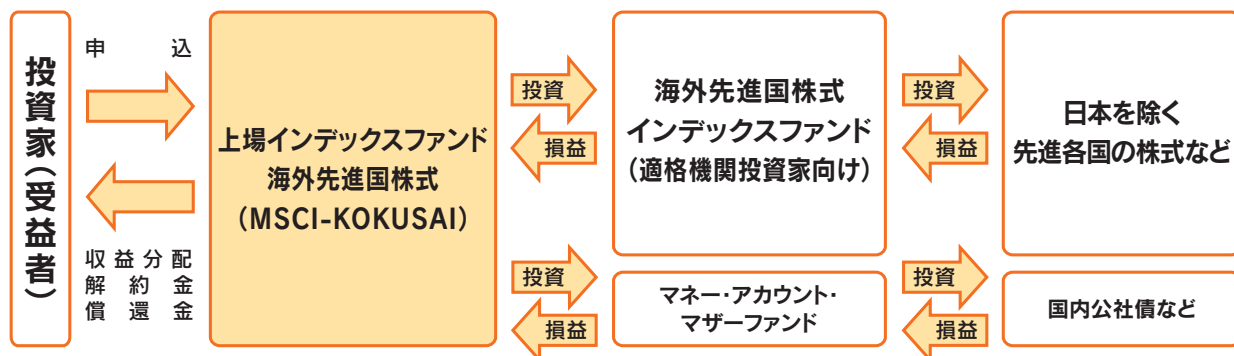 投資家（受益者）
申込
収益分配
解約金
償還金
上場インデックスファンド
海外先進国株式
（MSCI-KOKUSAI）
投資
損益
海外先進国株式
インデックスファンド
（適格機関投資家向け）
投資
損益
日本を除く
先進各国の株式など
投資
損益
マネー・アカウント・
マザーファンド
投資
損益
国内公社債など